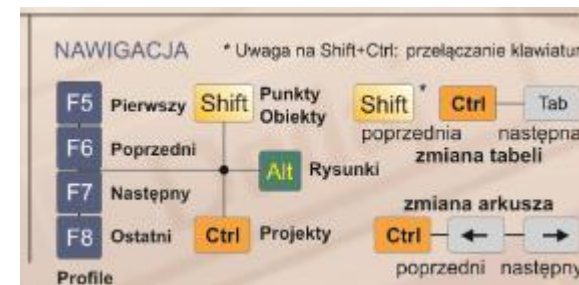 NAWIGACJA * Uwaga na Shift+Ctrl: przełączanie klawiatur
F5 Pierwszy Shift Punkty Obiekty Shift * Ctrl Tab
poprzednia następna
F6 Poprzedni zmiana tabeli
Alt Rysunki
F7 Następny zmiana arkusza
F8 Ostatni Ctrl Projekty Ctrl ← →
poprzedni następny
Profile